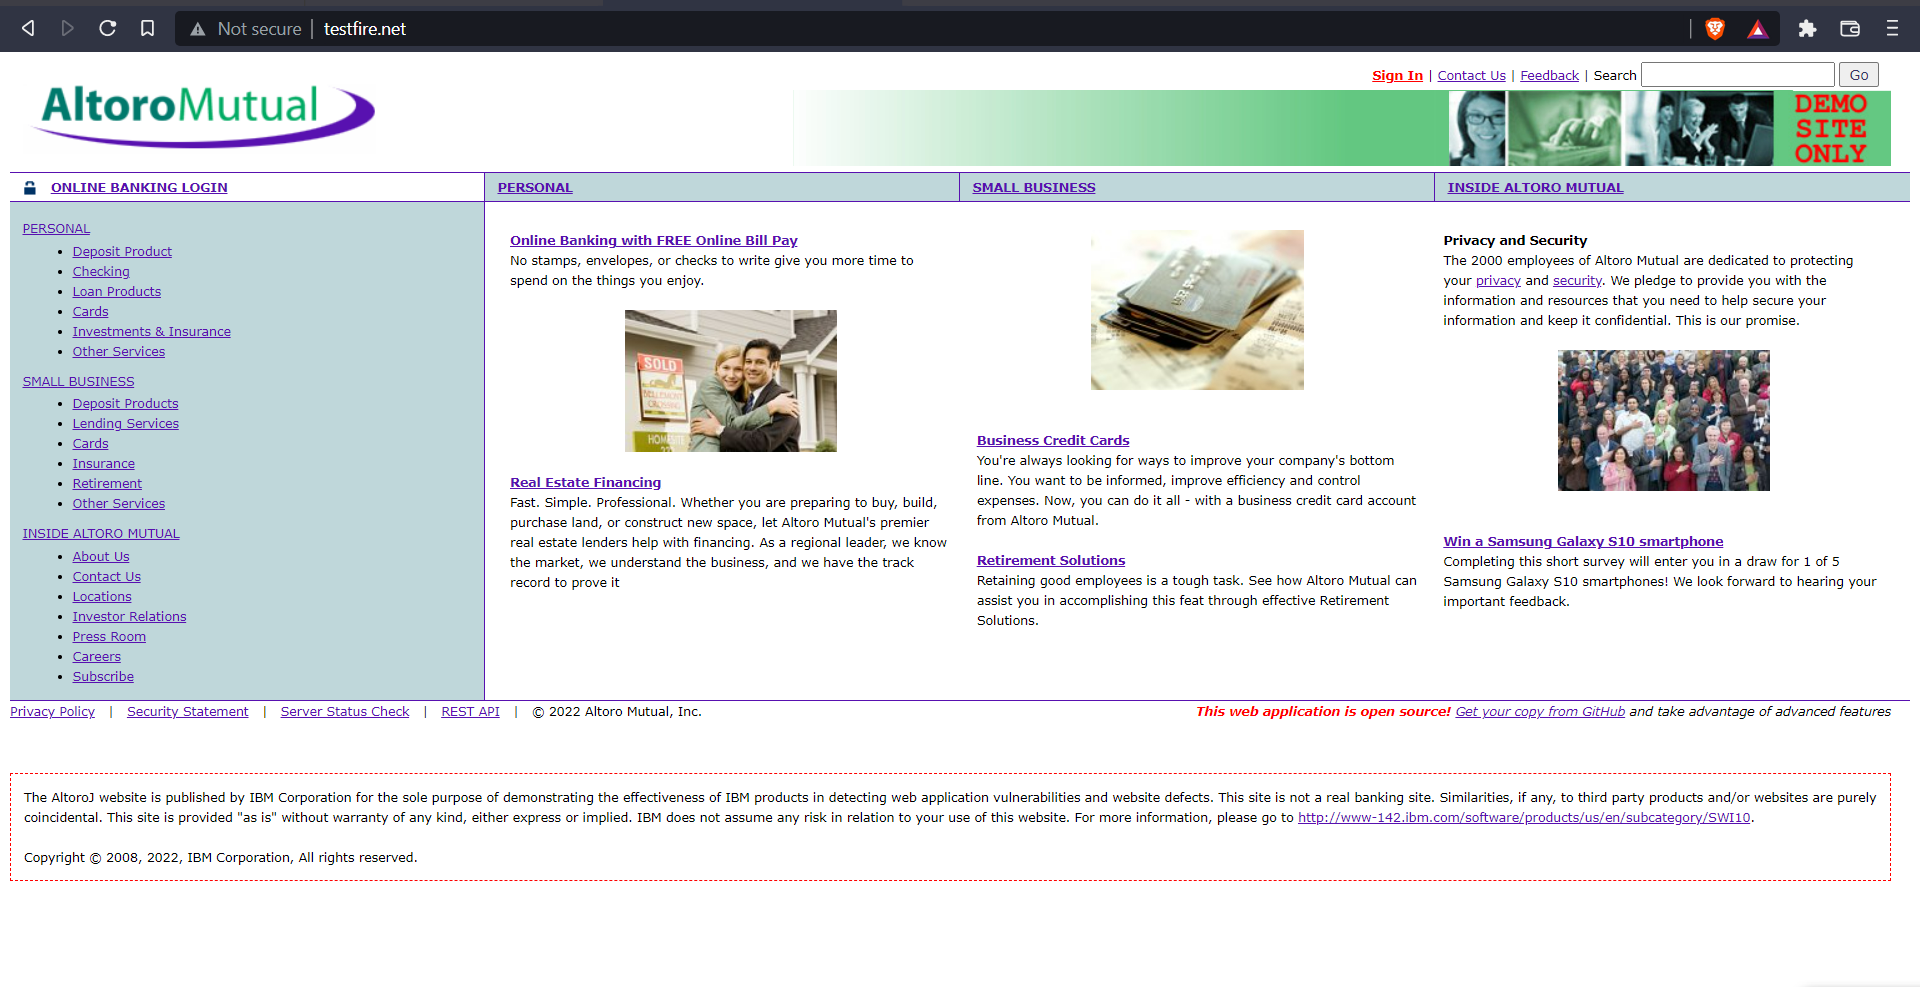 Not secure | testfire.net
Sign In | Contact Us | Feedback | Search Go
AltoroMutual
DEMO
SITE
ONLY
ONLINE BANKING LOGIN
PERSONAL
SMALL BUSINESS
INSIDE ALTORO MUTUAL
PERSONAL
Deposit Product
Checking
Loan Products
Cards
Investments & Insurance
Other Services
SMALL BUSINESS
Deposit Products
Lending Services
Cards
Insurance
Retirement
Other Services
INSIDE ALTORO MUTUAL
About Us
Contact Us
Locations
Investor Relations
Press Room
Careers
Subscribe
Online Banking with FREE Online Bill Pay
No stamps, envelopes, or checks to write give you more time to
spend on the things you enjoy.
SOLD
BELLEMONT
CROSSING
HOMESITE
Real Estate Financing
Fast. Simple. Professional. Whether you are preparing to buy, build,
purchase land, or construct new space, let Altoro Mutual's premier
real estate lenders help with financing. As a regional leader, we know
the market, we understand the business, and we have the track
record to prove it
Business Credit Cards
You're always looking for ways to improve your company's bottom
line. You want to be informed, improve efficiency and control
expenses. Now, you can do it all - with a business credit card account
from Altoro Mutual.
Retirement Solutions
Retaining good employees is a tough task. See how Altoro Mutual can
assist you in accomplishing this feat through effective Retirement
Solutions.
Privacy and Security
The 2000 employees of Altoro Mutual are dedicated to protecting
your privacy and security. We pledge to provide you with the
information and resources that you need to help secure your
information and keep it confidential. This is our promise.
Win a Samsung Galaxy S10 smartphone
Completing this short survey will enter you in a draw for 1 of 5
Samsung Galaxy S10 smartphones! We look forward to hearing your
important feedback.
Privacy Policy | Security Statement | Server Status Check | REST API | © 2022 Altoro Mutual, Inc.
This web application is open source! Get your copy from GitHub and take advantage of advanced features
The AltoroJ website is published by IBM Corporation for the sole purpose of demonstrating the effectiveness of IBM products in detecting web application vulnerabilities and website defects. This site is not a real banking site. Similarities, if any, to third party products and/or websites are purely
coincidental. This site is provided "as is" without warranty of any kind, either express or implied. IBM does not assume any risk in relation to your use of this website. For more information, please go to http://www-142.ibm.com/software/products/us/en/subcategory/SWI10.
Copyright © 2008, 2022, IBM Corporation, All rights reserved.